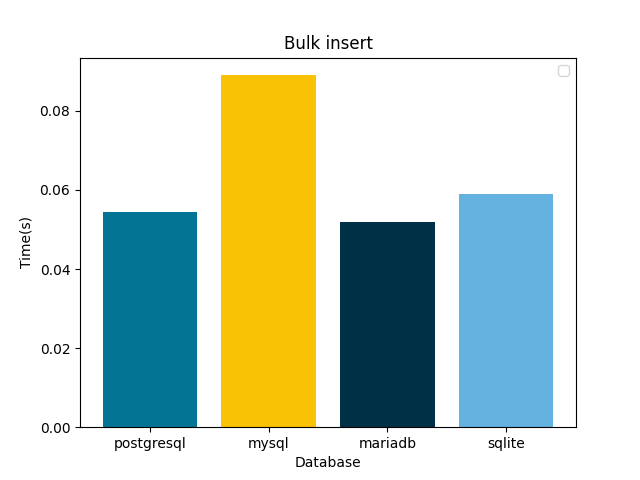 Bulk insert
0.08
0.06
0.04
0.02
0.00
Time(s)
postgresql mysql mariadb sqlite
Database